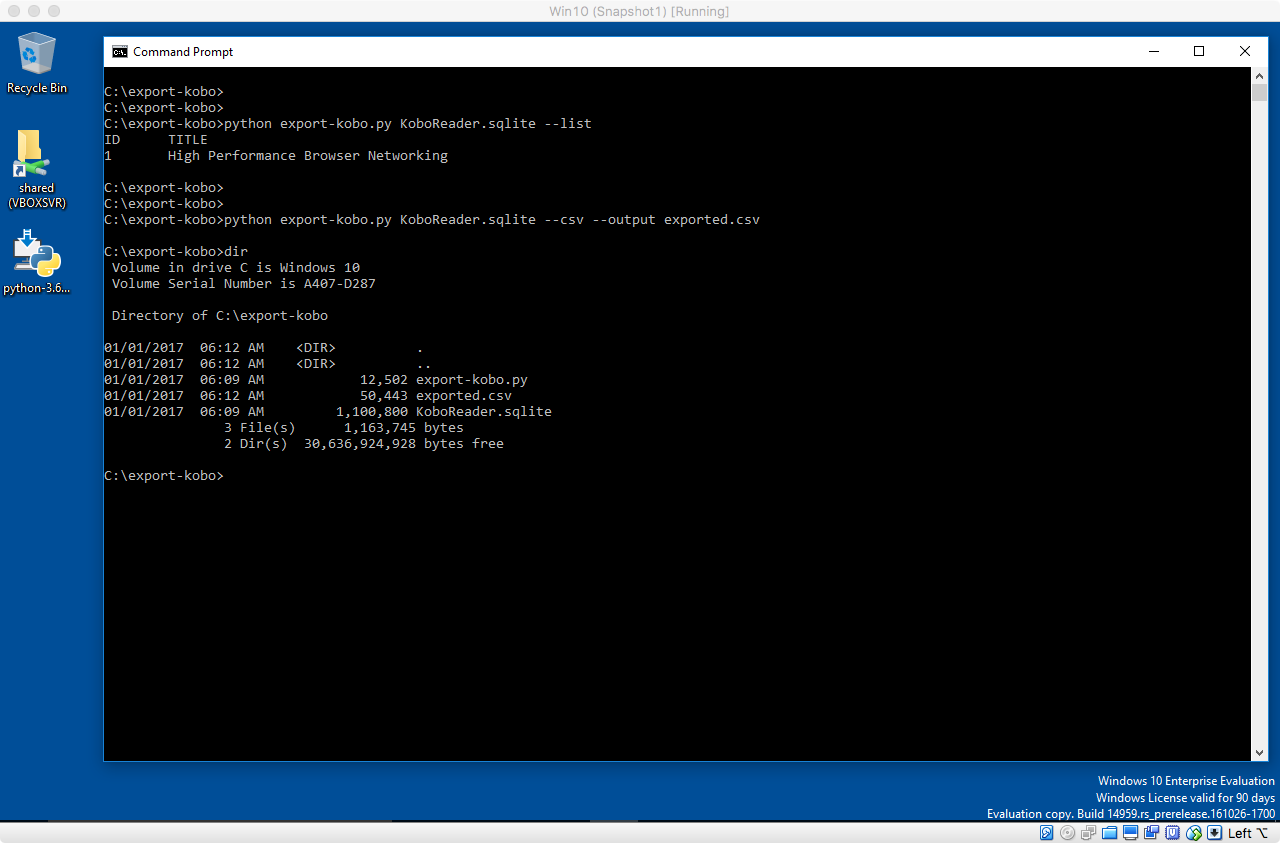 Win10 (Snapshot1) [Running]
Recycle Bin
shared
(VBOXSVR)
python-3.6...
Command Prompt
C:\export-kobo>
C:\export-kobo>
C:\export-kobo>python export-kobo.py KoboReader.sqlite --list
ID      TITLE
1       High Performance Browser Networking
C:\export-kobo>
C:\export-kobo>
C:\export-kobo>python export-kobo.py KoboReader.sqlite --csv --output exported.csv
C:\export-kobo>dir
 Volume in drive C is Windows 10
 Volume Serial Number is A407-D287
 Directory of C:\export-kobo
01/01/2017  06:12 AM    <DIR>          .
01/01/2017  06:12 AM    <DIR>          ..
01/01/2017  06:09 AM            12,502 export-kobo.py
01/01/2017  06:12 AM            50,443 exported.csv
01/01/2017  06:09 AM         1,100,800 KoboReader.sqlite
               3 File(s)      1,163,745 bytes
               2 Dir(s)  30,636,924,928 bytes free
C:\export-kobo>
Windows 10 Enterprise Evaluation
Windows License valid for 90 days
Evaluation copy. Build 14959.rs_prerelease.161026-1700
Left ⌥